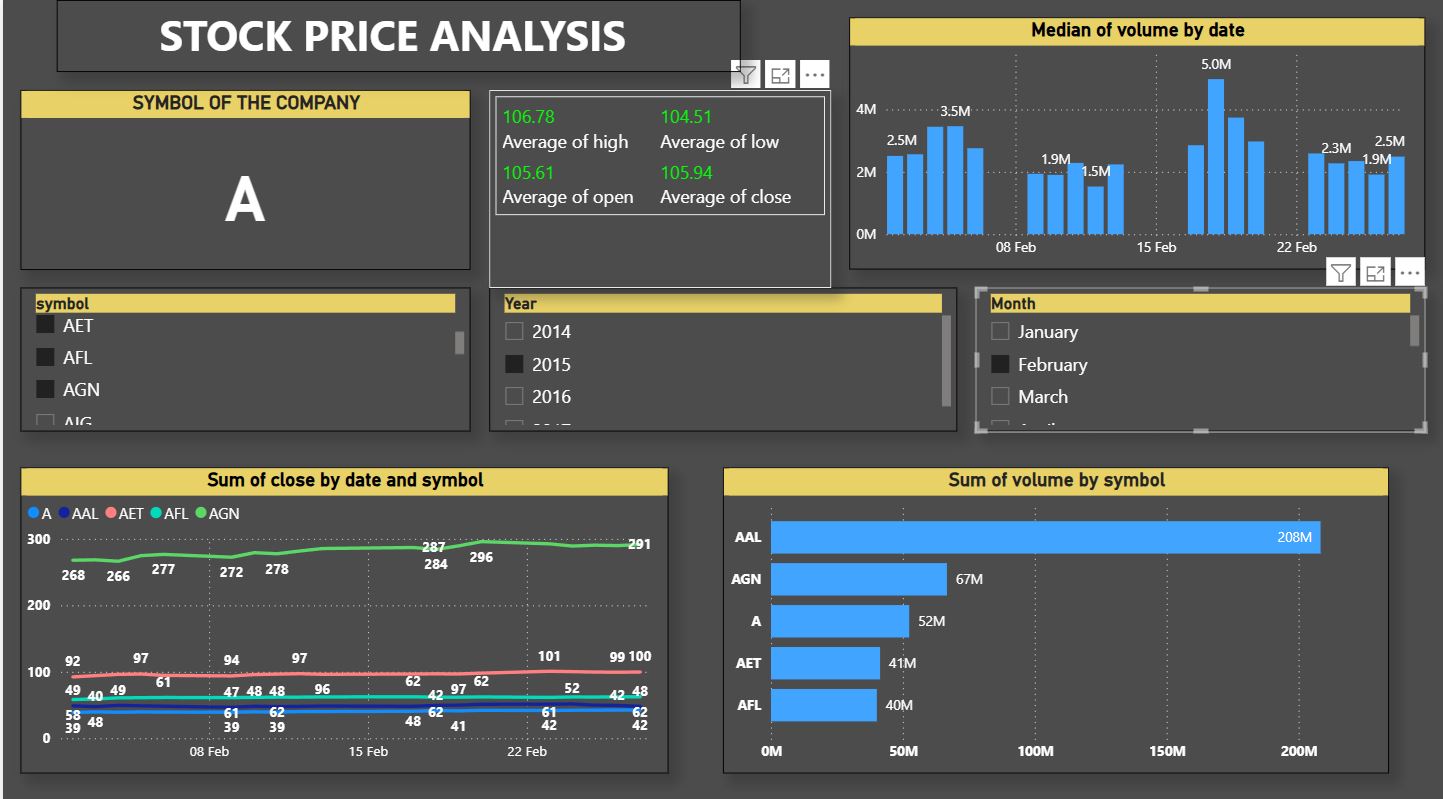 STOCK PRICE ANALYSIS
SYMBOL OF THE COMPANY
A
106.78 104.51
Average of high Average of low
105.61 105.94
Average of open Average of close
Median of volume by date
5.0M
4M 3.5M
2.5M 2.3M 2.5M
1.9M 1.9M
2M 1.5M
0M
08 Feb 15 Feb 22 Feb
symbol
AET
AFL
AGN
AIG
Year
2014
2015
2016
Month
January
February
March
Sum of close by date and symbol
A AAL AET AFL AGN
300 287 291
268 266 277 272 278 284 296
200
100 92 97 94 97 101 99 100
49 40 49 61 47 48 48 96 62 42 97 62 52 42 48
58 48 61 62 62 61 62
39 39 39 48 41 42 42
0
08 Feb 15 Feb 22 Feb
Sum of volume by symbol
AAL 208M
AGN 67M
A 52M
AET 41M
AFL 40M
0M 50M 100M 150M 200M